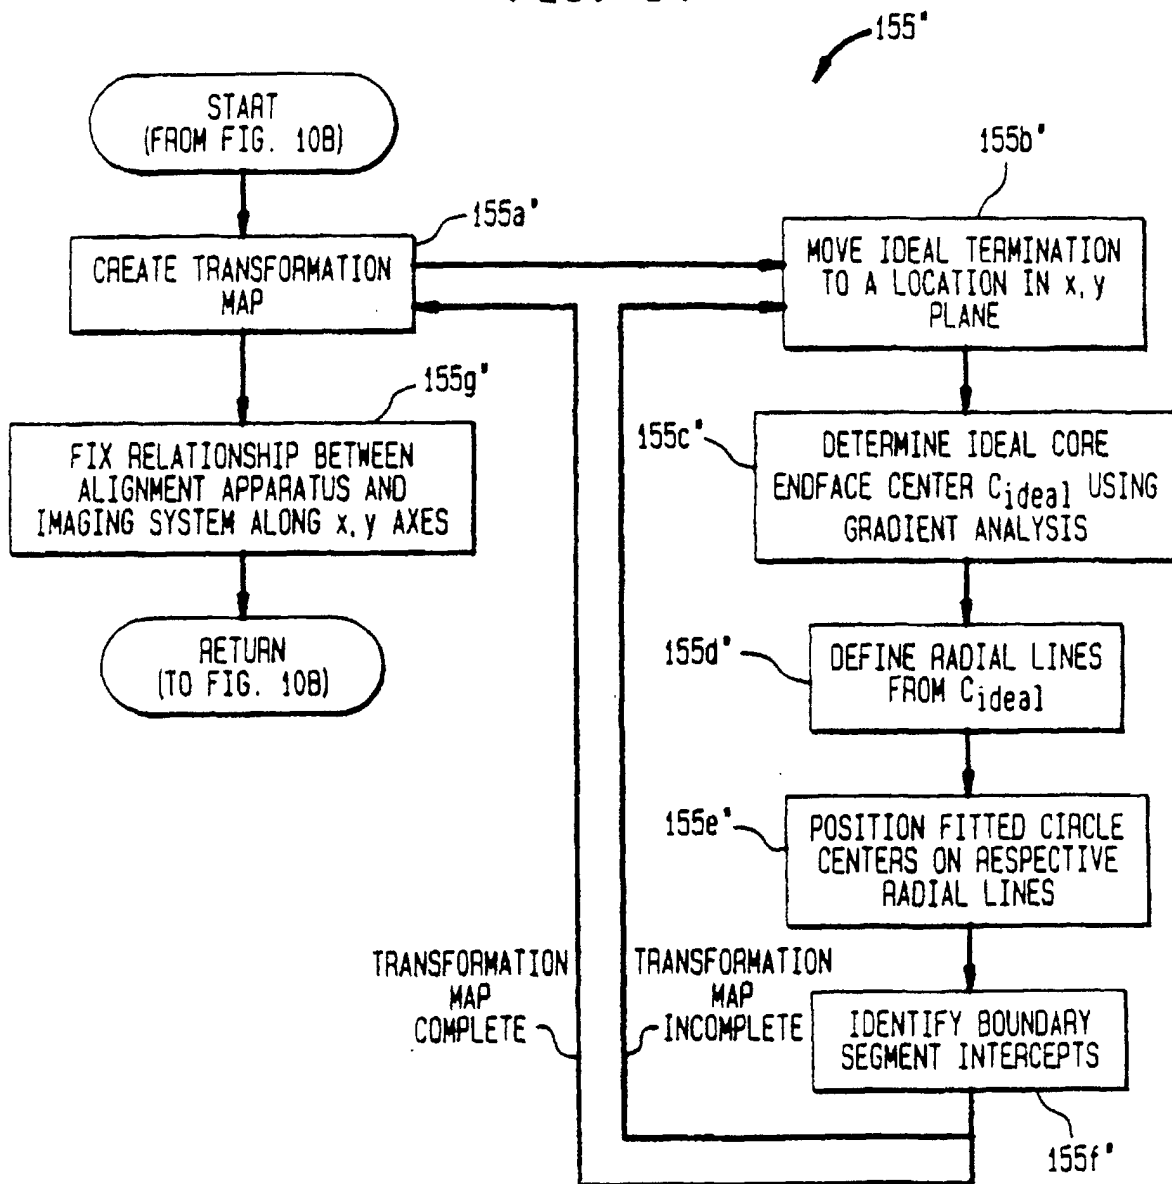 155"
START
(FROM FIG. 10B)
155a"
CREATE TRANSFORMATION
MAP
155g"
FIX RELATIONSHIP BETWEEN
ALIGNMENT APPARATUS AND
IMAGING SYSTEM ALONG x, y AXES
RETURN
(TO FIG. 10B)
155b"
MOVE IDEAL TERMINATION
TO A LOCATION IN x, y
PLANE
155c"
DETERMINE IDEAL CORE
ENDFACE CENTER Cideal USING
GRADIENT ANALYSIS
155d"
DEFINE RADIAL LINES
FROM Cideal
155e"
POSITION FITTED CIRCLE
CENTERS ON RESPECTIVE
RADIAL LINES
TRANSFORMATION
MAP
COMPLETE
TRANSFORMATION
MAP
INCOMPLETE
IDENTIFY BOUNDARY
SEGMENT INTERCEPTS
155f"